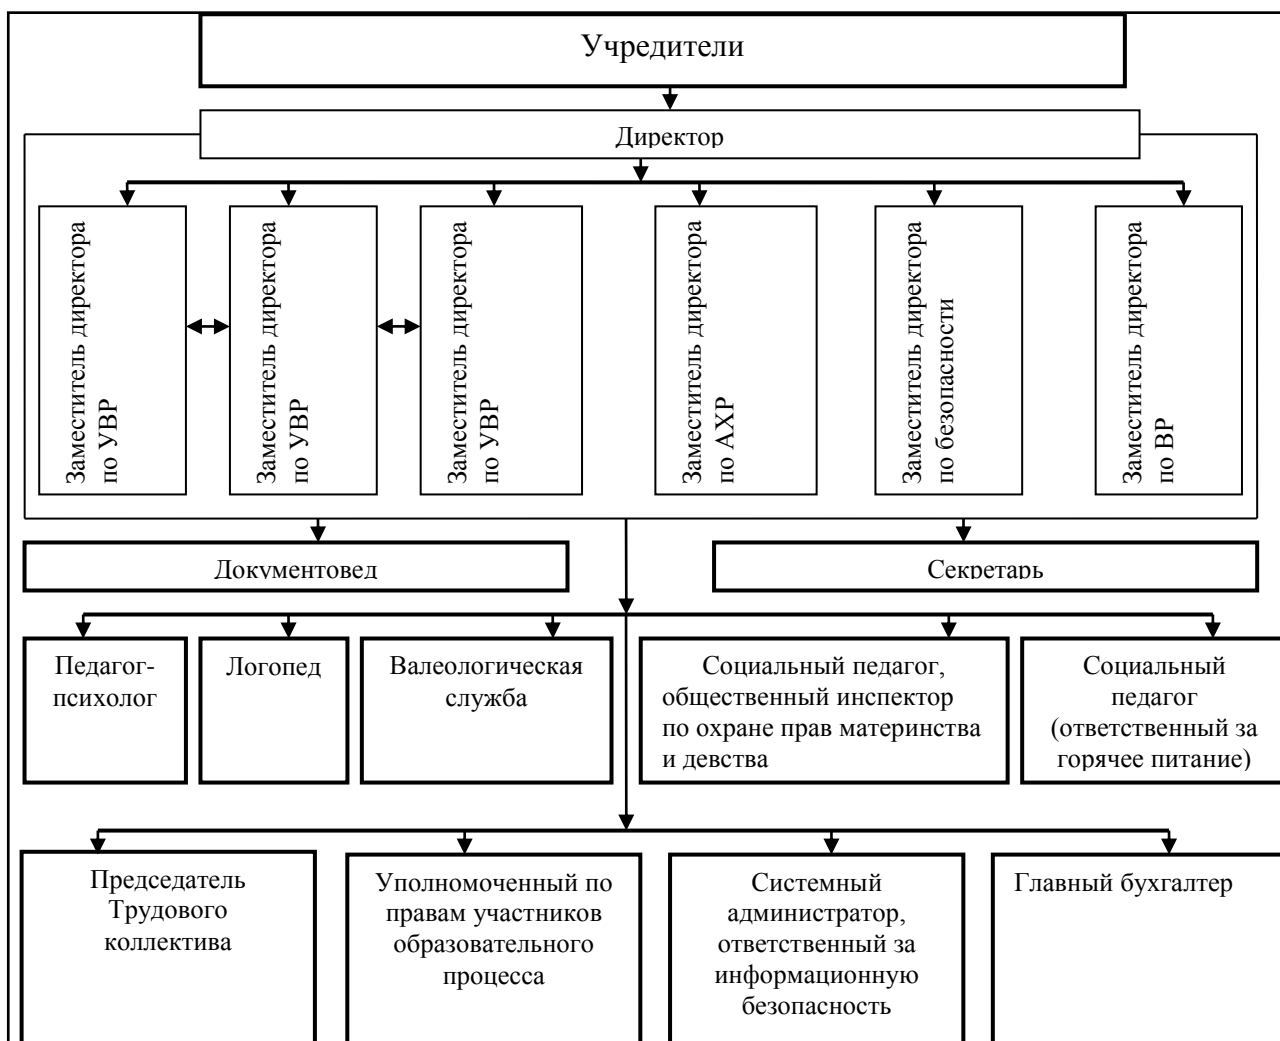 Учредители
Директор
Заместитель директора
по УВР
Заместитель директора
по УВР
Заместитель директора
по УВР
Заместитель директора
по АХР
Заместитель директора
по безопасности
Заместитель директора
по ВР
Документовед
Секретарь
Педагог-
психолог
Логопед
Валеологическая
служба
Социальный педагог,
общественный инспектор
по охране прав материнства
и девства
Социальный
педагог
(ответственный за
горячее питание)
Председатель
Трудового
коллектива
Уполномоченный по
правам участников
образовательного
процесса
Системный
администратор,
ответственный за
информационную
безопасность
Главный бухгалтер